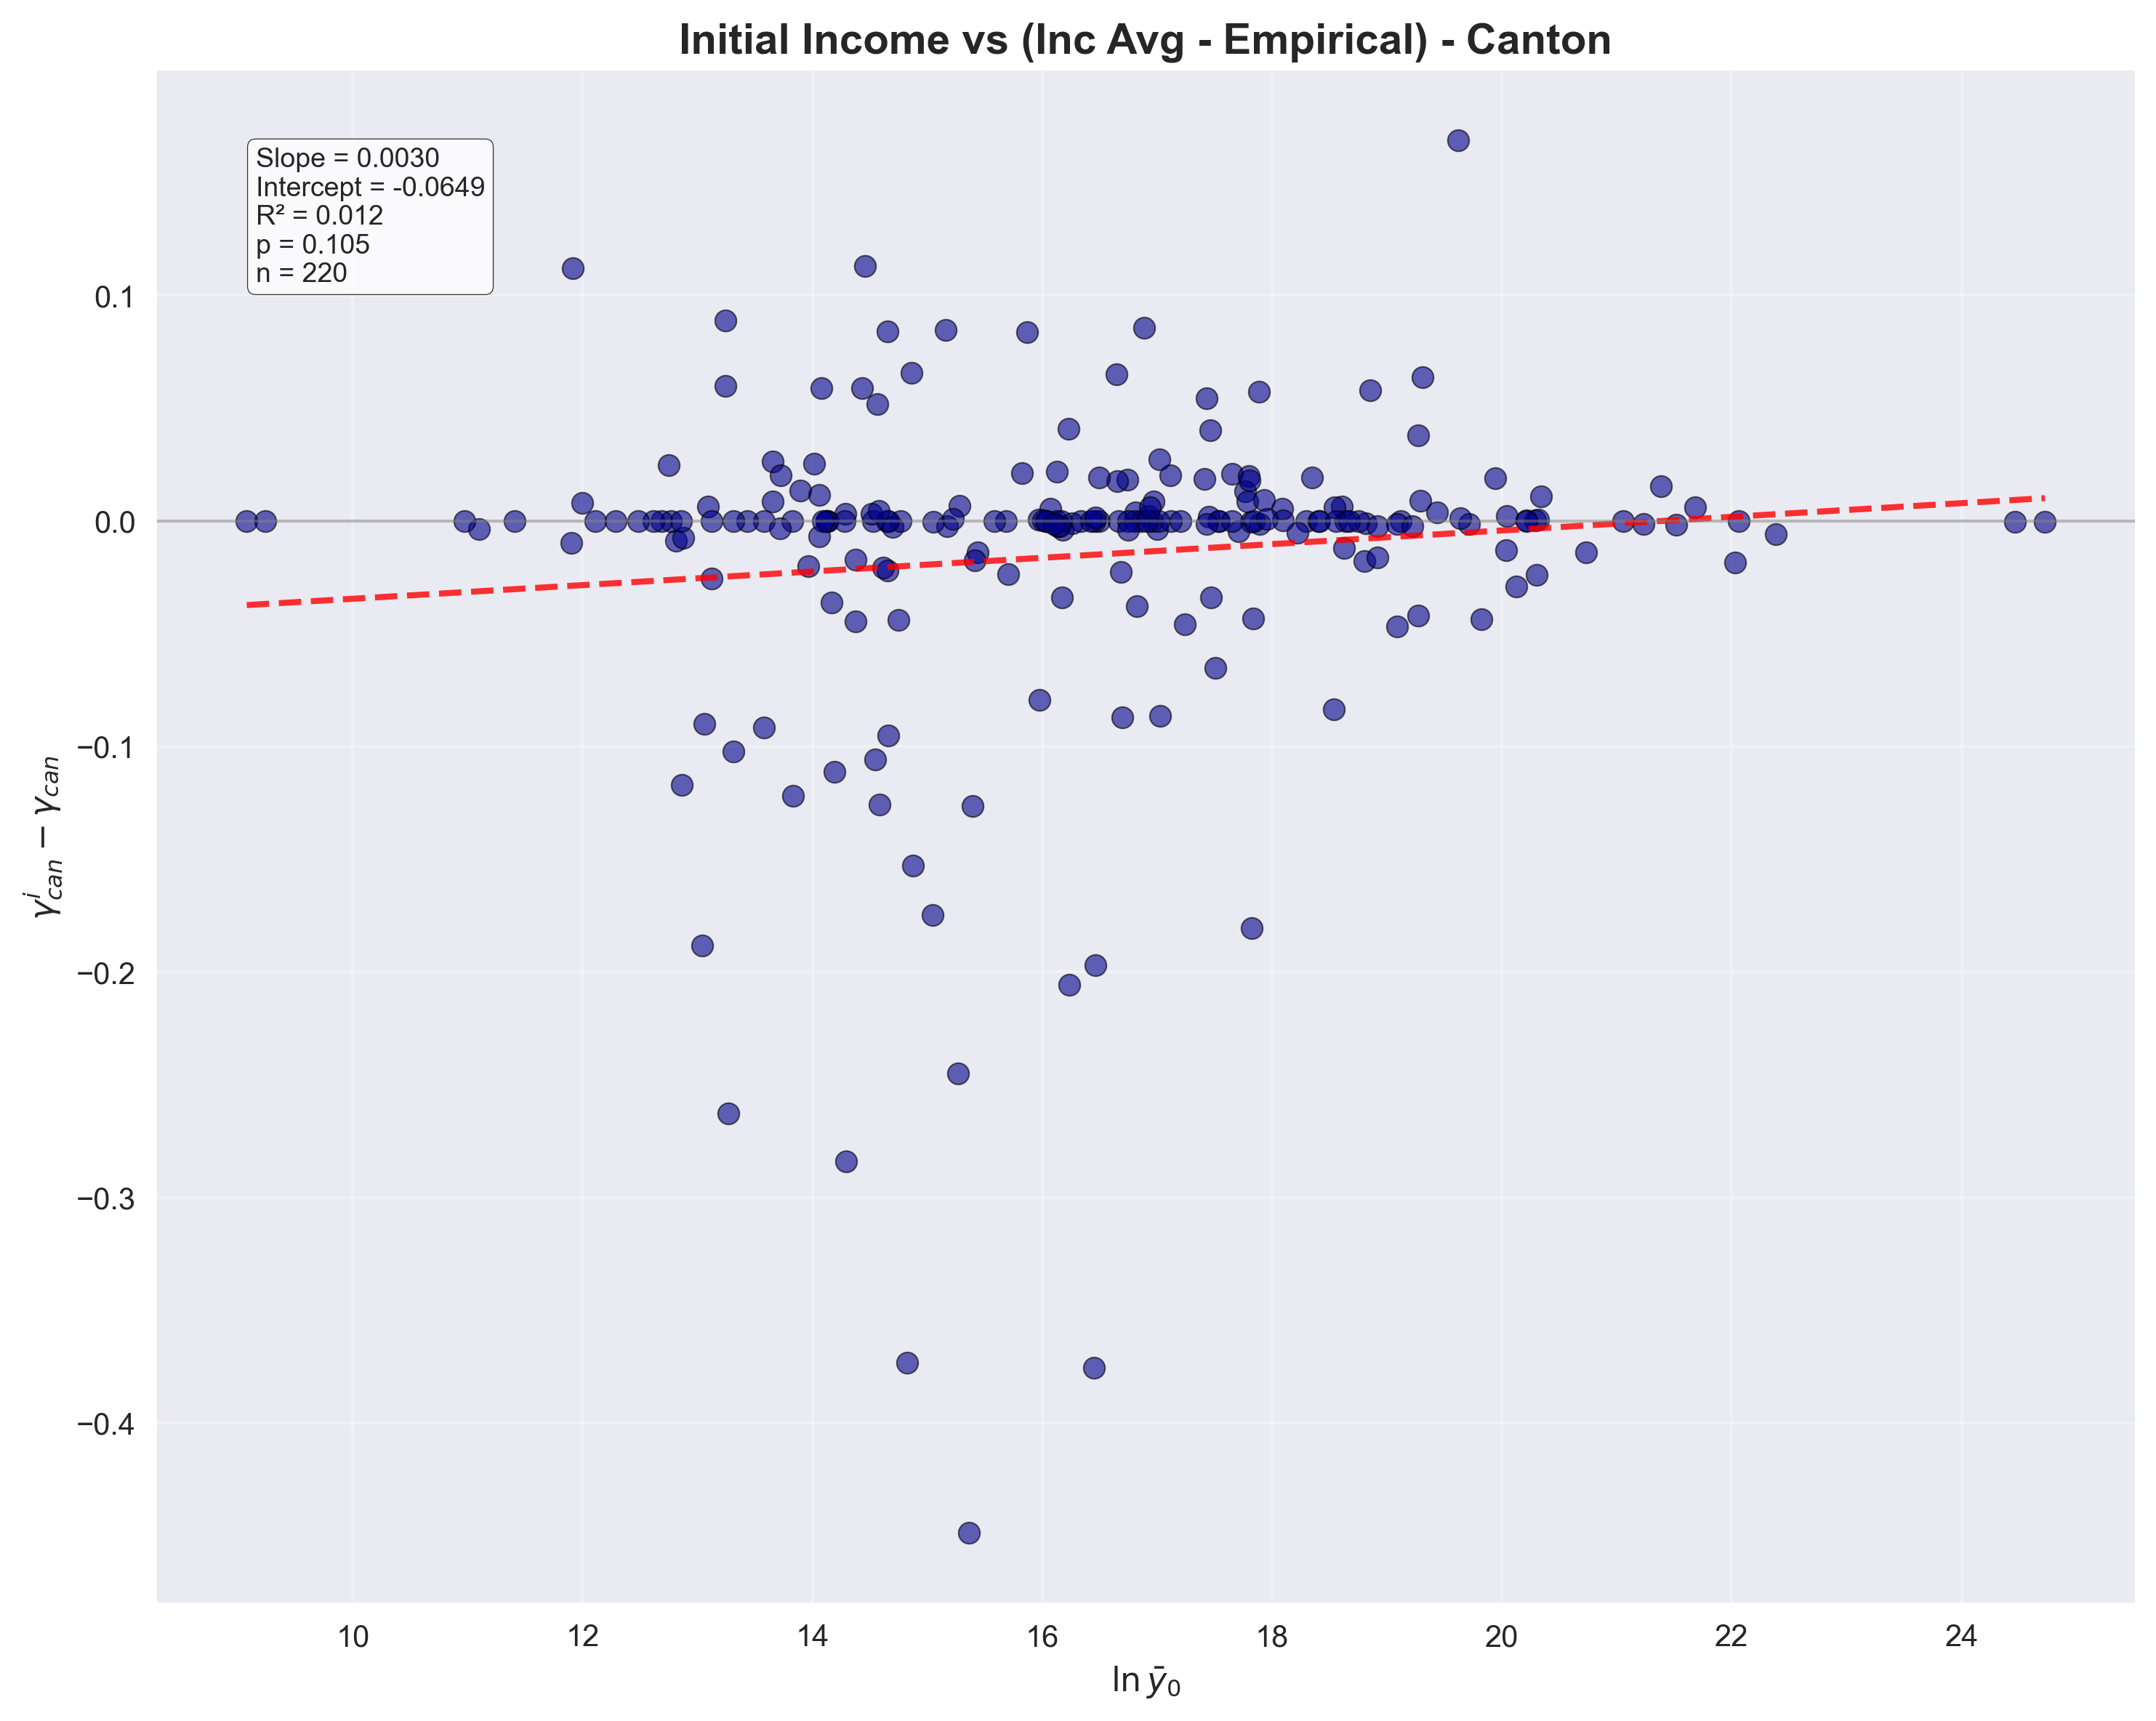 Initial Income vs (Inc Avg - Empirical) - Canton
Slope = 0.0030
Intercept = -0.0649
R² = 0.012
p = 0.105
n = 220
0.1
0.0
−0.1
−0.2
−0.3
−0.4
γ^i_can − γ_can
10 12 14 16 18 20 22 24
ln ȳ₀